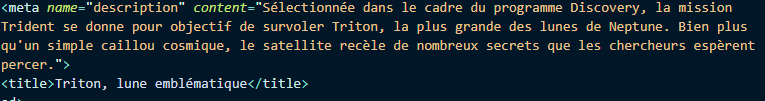 <meta name="description" content="Sélectionnée dans le cadre du programme Discovery, la mission
Trident se donne pour objectif de survoler Triton, la plus grande des lunes de Neptune. Bien plus
qu'un simple caillou cosmique, le satellite recèle de nombreux secrets que les chercheurs espèrent
percer.">
<title>Triton, lune emblématique</title>